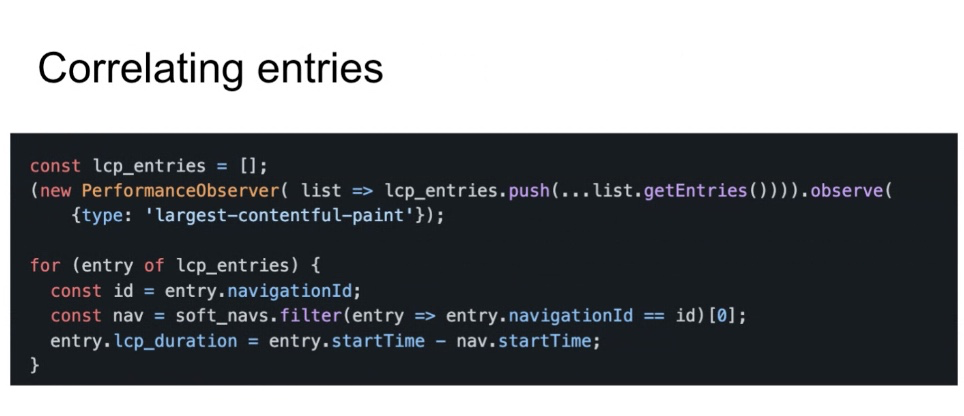 Correlating entries
const lcp_entries = [];
(new PerformanceObserver( list => lcp_entries.push(...list.getEntries()))).observe(
    {type: 'largest-contentful-paint'});
for (entry of lcp_entries) {
  const id = entry.navigationId;
  const nav = soft_navs.filter(entry => entry.navigationId == id)[0];
  entry.lcp_duration = entry.startTime - nav.startTime;
}